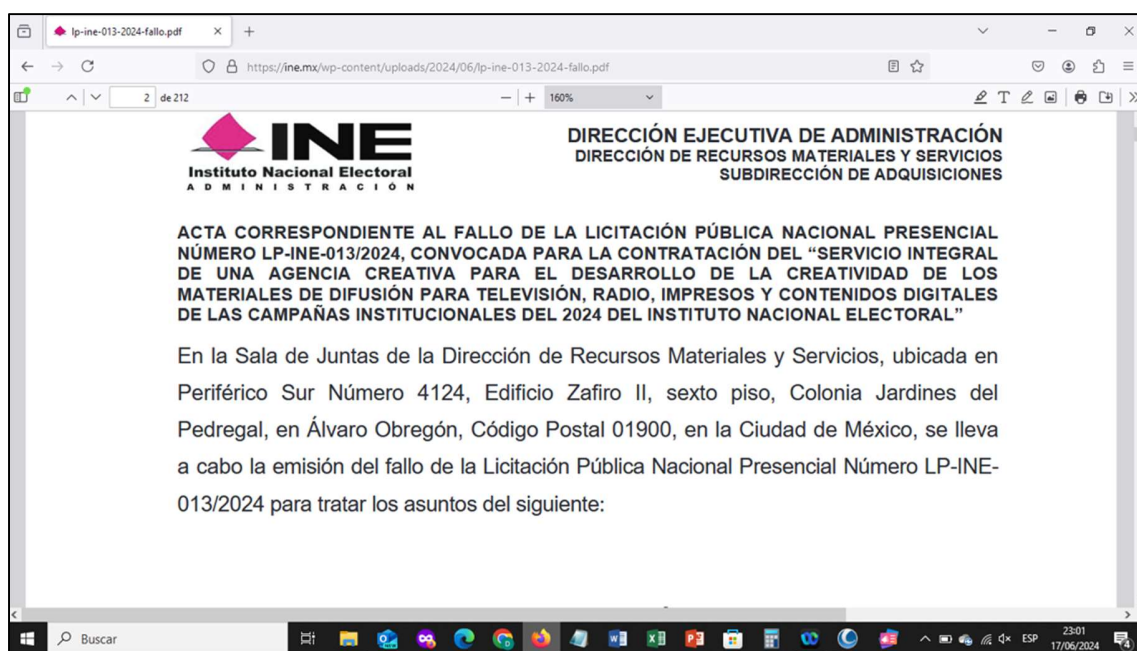 lp-ine-013-2024-fallo.pdf
https://ine.mx/wp-content/uploads/2024/06/lp-ine-013-2024-fallo.pdf
2 de 212
160%
INE
Instituto Nacional Electoral
ADMINISTRACIÓN
DIRECCIÓN EJECUTIVA DE ADMINISTRACIÓN
DIRECCIÓN DE RECURSOS MATERIALES Y SERVICIOS
SUBDIRECCIÓN DE ADQUISICIONES
ACTA CORRESPONDIENTE AL FALLO DE LA LICITACIÓN PÚBLICA NACIONAL PRESENCIAL
NÚMERO LP-INE-013/2024, CONVOCADA PARA LA CONTRATACIÓN DEL “SERVICIO INTEGRAL
DE UNA AGENCIA CREATIVA PARA EL DESARROLLO DE LA CREATIVIDAD DE LOS
MATERIALES DE DIFUSIÓN PARA TELEVISIÓN, RADIO, IMPRESOS Y CONTENIDOS DIGITALES
DE LAS CAMPAÑAS INSTITUCIONALES DEL 2024 DEL INSTITUTO NACIONAL ELECTORAL”
En la Sala de Juntas de la Dirección de Recursos Materiales y Servicios, ubicada en
Periférico Sur Número 4124, Edificio Zafiro II, sexto piso, Colonia Jardines del
Pedregal, en Álvaro Obregón, Código Postal 01900, en la Ciudad de México, se lleva
a cabo la emisión del fallo de la Licitación Pública Nacional Presencial Número LP-INE-
013/2024 para tratar los asuntos del siguiente:
Buscar
ESP
23:01
17/06/2024